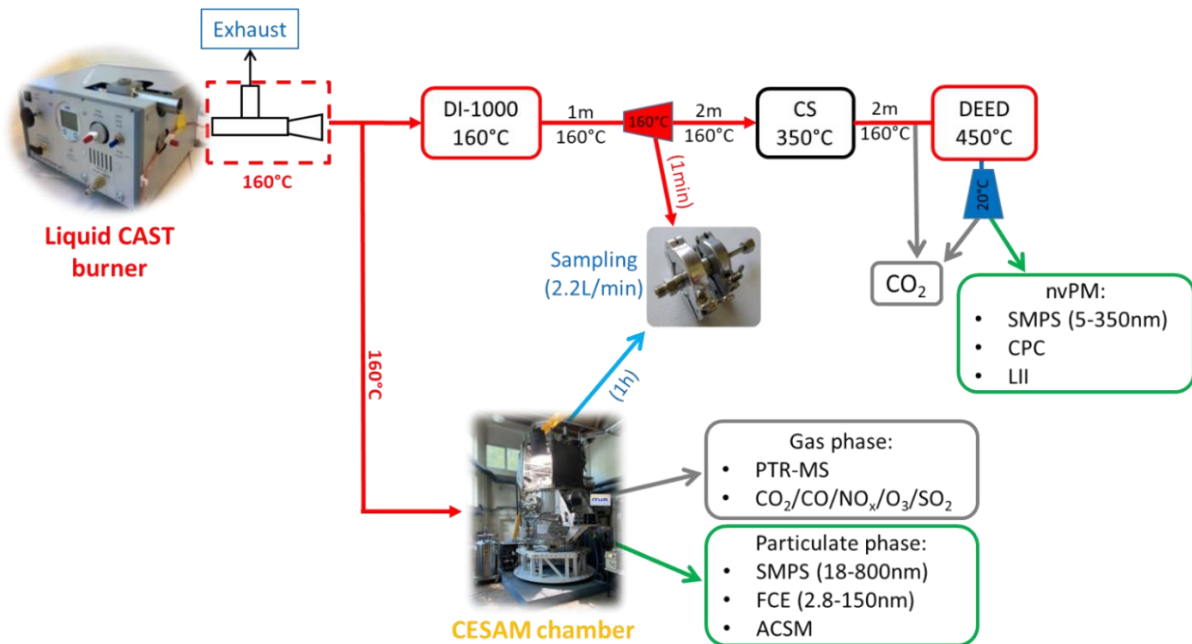 Exhaust
160°C
Liquid CAST
burner
DI-1000
160°C
1m
160°C
160°C
2m
160°C
CS
350°C
2m
160°C
DEED
450°C
20°C
(1min)
Sampling
(2.2L/min)
CO₂
nvPM:
• SMPS (5-350nm)
• CPC
• LII
160°C
(1h)
Gas phase:
• PTR-MS
• CO₂/CO/NOₓ/O₃/SO₂
Particulate phase:
• SMPS (18-800nm)
• FCE (2.8-150nm)
• ACSM
CESAM chamber